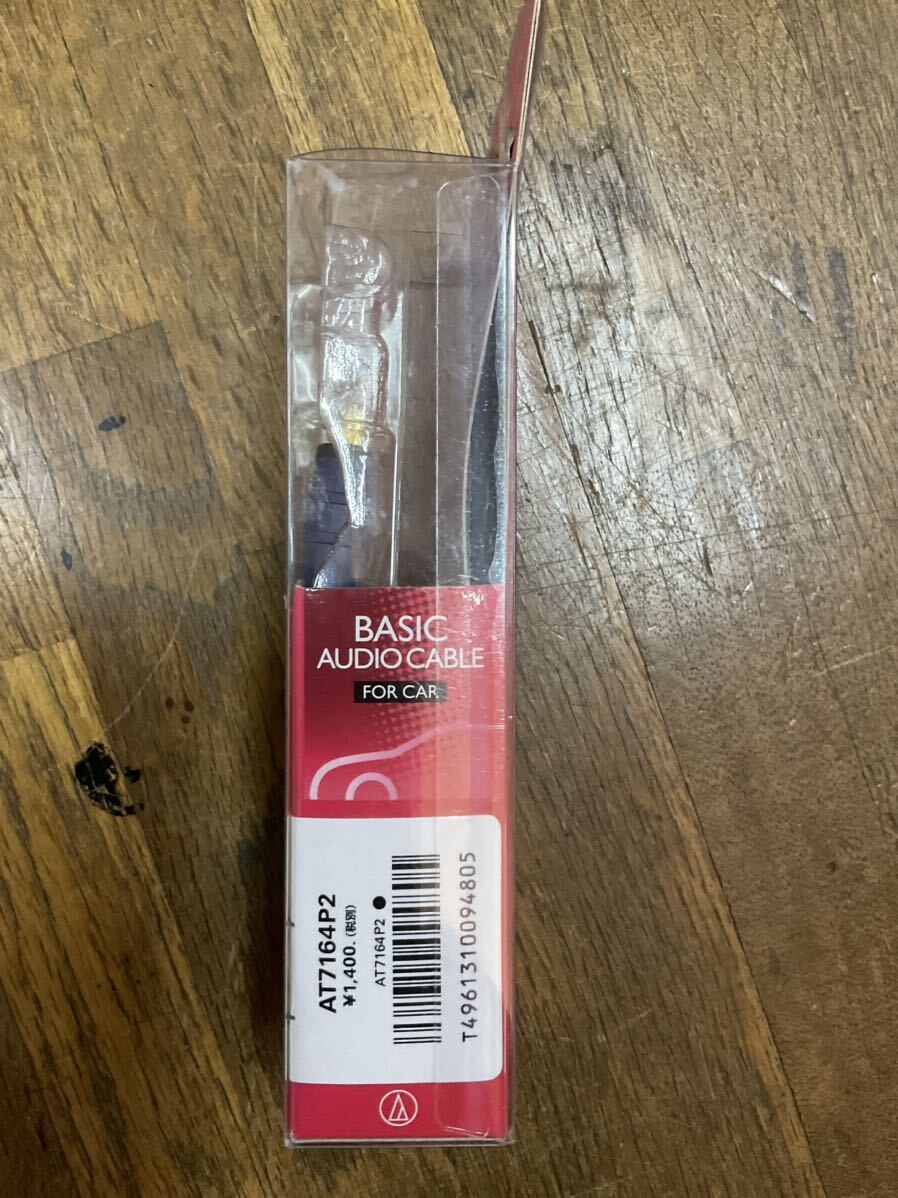 BASIC
AUDIO CABLE
FOR CAR
AT7164P2
¥1,400.(税別)
AT7164P2 ●
T4961310094805